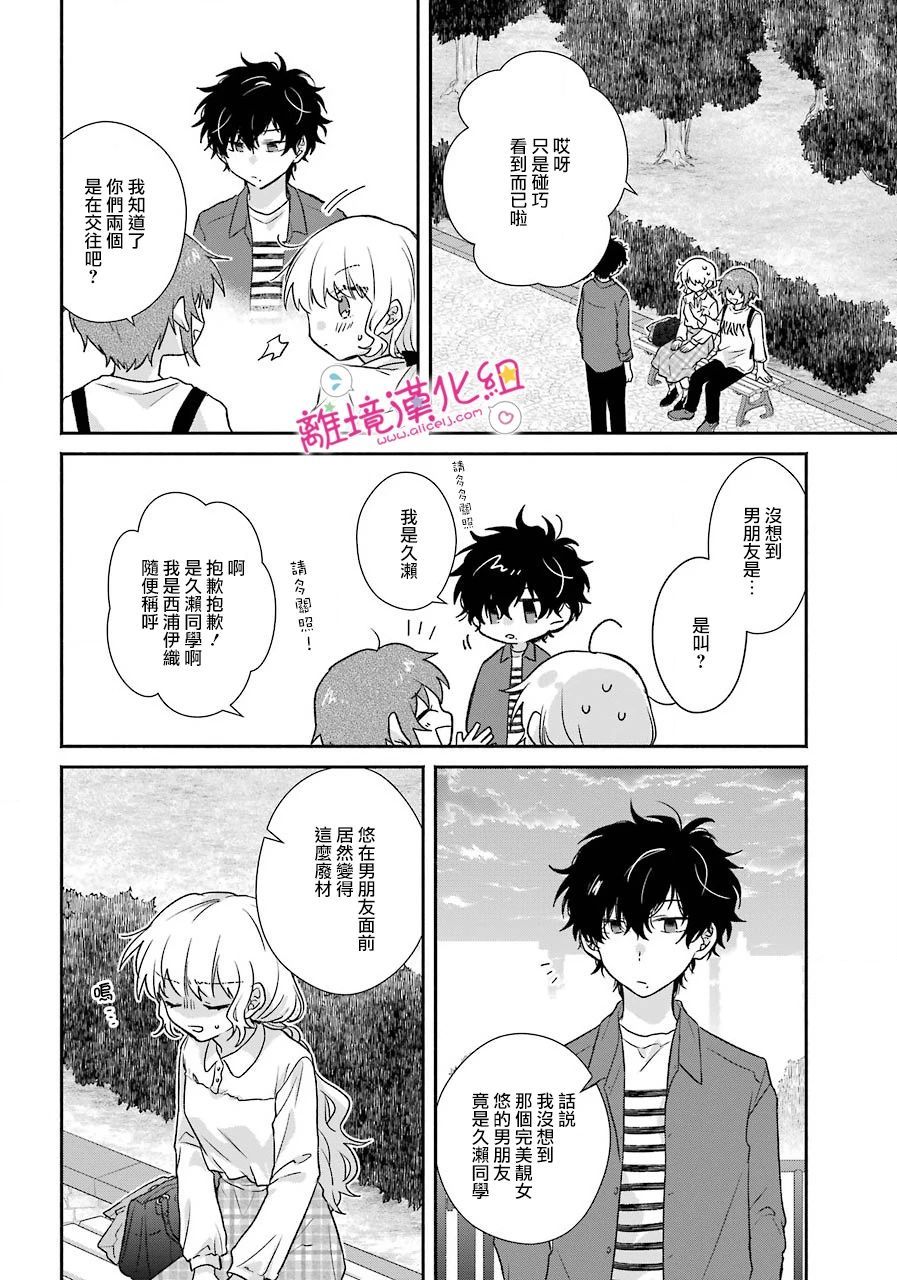 哎呀
只是碰巧
看到而已啦
NAVY
我知道了
你們兩個
是在交往吧?
離境漢化組
www.aliceij.com
沒想到
男朋友是…
是叫?
請多多關照
我是久瀨
請多關照!
啊
抱歉抱歉!
是久瀨同學啊
我是西浦伊織
隨便稱呼
話説
我沒想到
那個完美靚女
悠的男朋友
竟是久瀨同學
悠在男朋友面前
居然變得
這麼廢材
嗚…